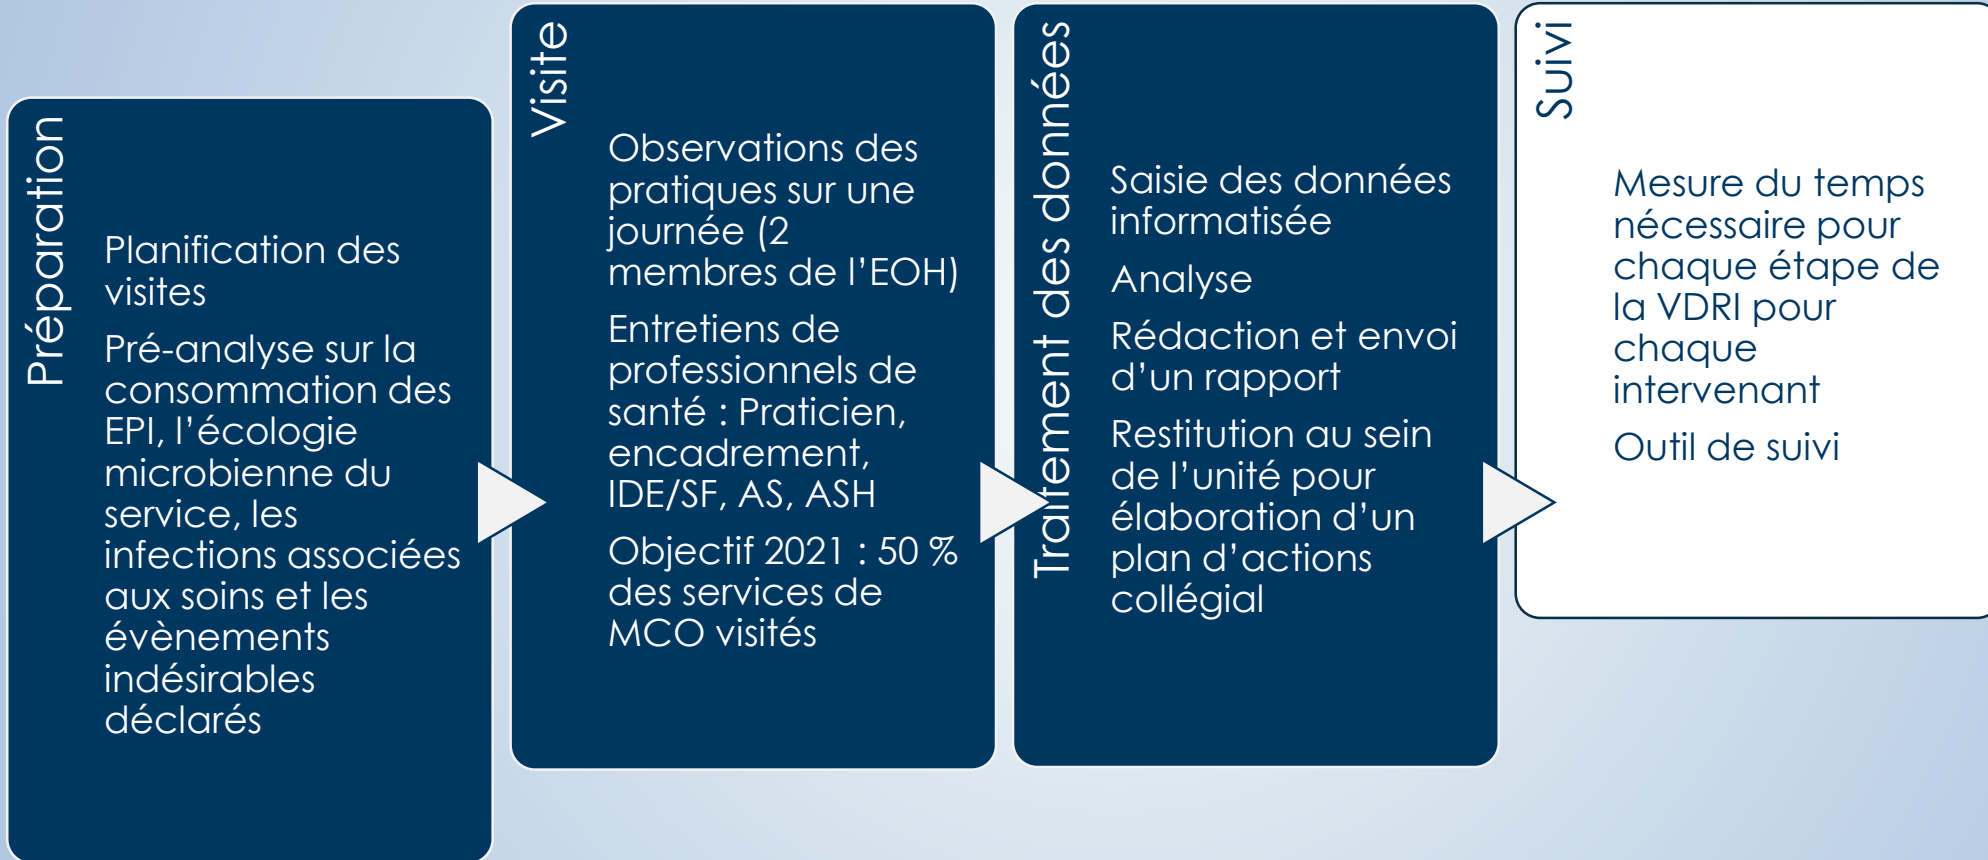 Préparation
Planification des
visites
Pré-analyse sur la
consommation des
EPI, l’écologie
microbienne du
service, les
infections associées
aux soins et les
évènements
indésirables
déclarés
Visite
Observations des
pratiques sur une
journée (2
membres de l’EOH)
Entretiens de
professionnels de
santé : Praticien,
encadrement,
IDE/SF, AS, ASH
Objectif 2021 : 50 %
des services de
MCO visités
Traitement des données
Saisie des données
informatisée
Analyse
Rédaction et envoi
d’un rapport
Restitution au sein
de l’unité pour
élaboration d’un
plan d’actions
collégial
Suivi
Mesure du temps
nécessaire pour
chaque étape de
la VDRI pour
chaque
intervenant
Outil de suivi